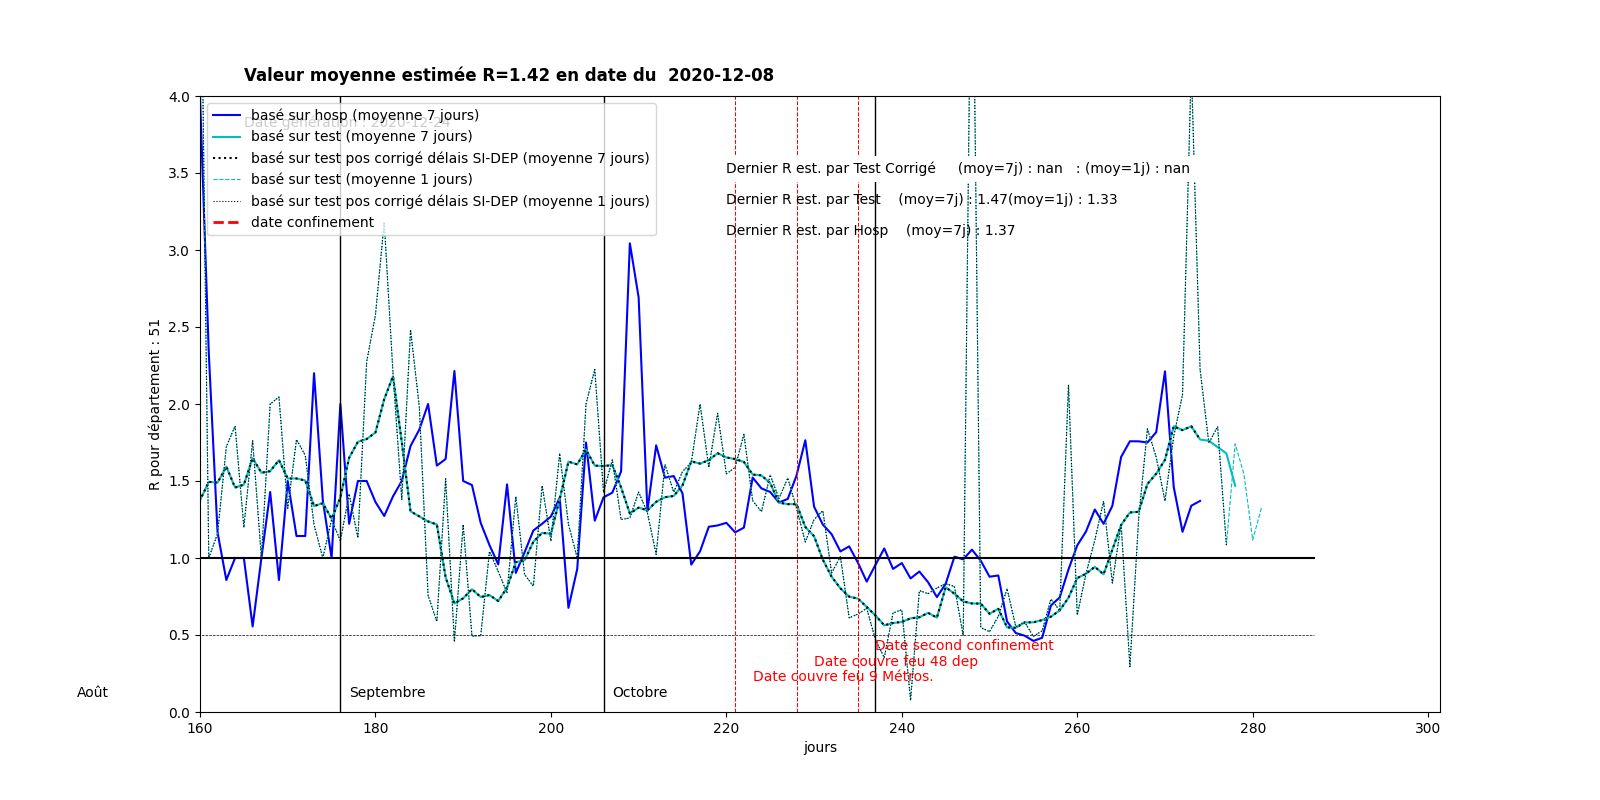 Valeur moyenne estimée R=1.42 en date du  2020-12-08
Date génération : 2020-12-24
basé sur hosp (moyenne 7 jours)
basé sur test (moyenne 7 jours)
basé sur test pos corrigé délais SI-DEP (moyenne 7 jours)
basé sur test (moyenne 1 jours)
basé sur test pos corrigé délais SI-DEP (moyenne 1 jours)
date confinement
Dernier R est. par Test Corrigé     (moy=7j) : nan   : (moy=1j) : nan
Dernier R est. par Test    (moy=7j) : 1.47(moy=1j) : 1.33
Dernier R est. par Hosp    (moy=7j) : 1.37
R pour département : 51
4.0
3.5
3.0
2.5
2.0
1.5
1.0
0.5
0.0
Date second confinement
Date couvre feu 48 dep
Date couvre feu 9 Métros.
Août
Septembre
Octobre
160 180 200 220 240 260 280 300
jours